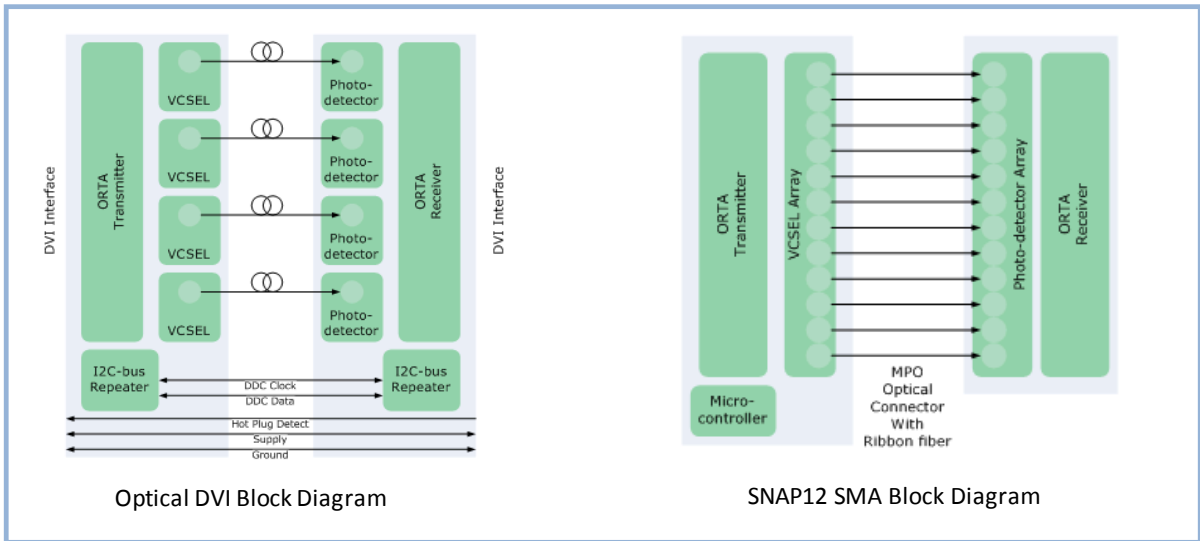 DVI Interface
ORTA
Transmitter
VCSEL
VCSEL
VCSEL
VCSEL
Photo-
detector
Photo-
detector
Photo-
detector
Photo-
detector
ORTA
Receiver
DVI Interface
I2C-bus
Repeater
I2C-bus
Repeater
DDC Clock
DDC Data
Hot Plug Detect
Supply
Ground
Optical DVI Block Diagram
ORTA
Transmitter
VCSEL Array
Photo-detector Array
ORTA
Receiver
Micro-
controller
MPO
Optical
Connector
With
Ribbon fiber
SNAP12 SMA Block Diagram